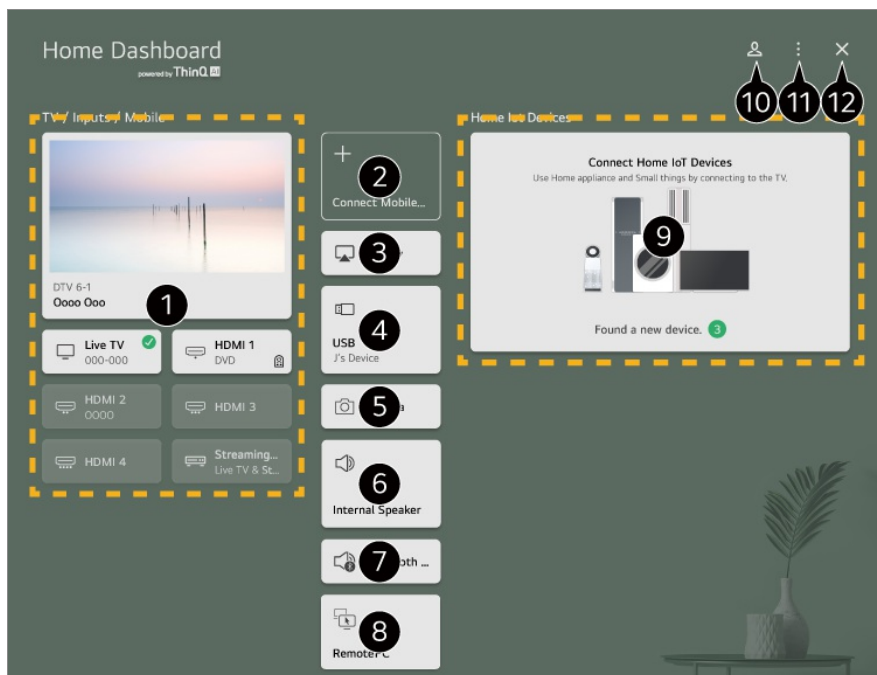 Home Dashboard
powered by ThinQ AI
10
11
12
TV / Inputs / Mobile
DTV 6-1
Oooo Ooo
1
Live TV
000-000
HDMI 1
DVD
HDMI 2
0000
HDMI 3
HDMI 4
Streaming...
Live TV & St...
2
Connect Mobile...
3
4
USB
J's Device
5
6
Internal Speaker
7
8
Home Iot Devices
Connect Home IoT Devices
Use Home appliance and Small things by connecting to the TV.
9
Found a new device. 3